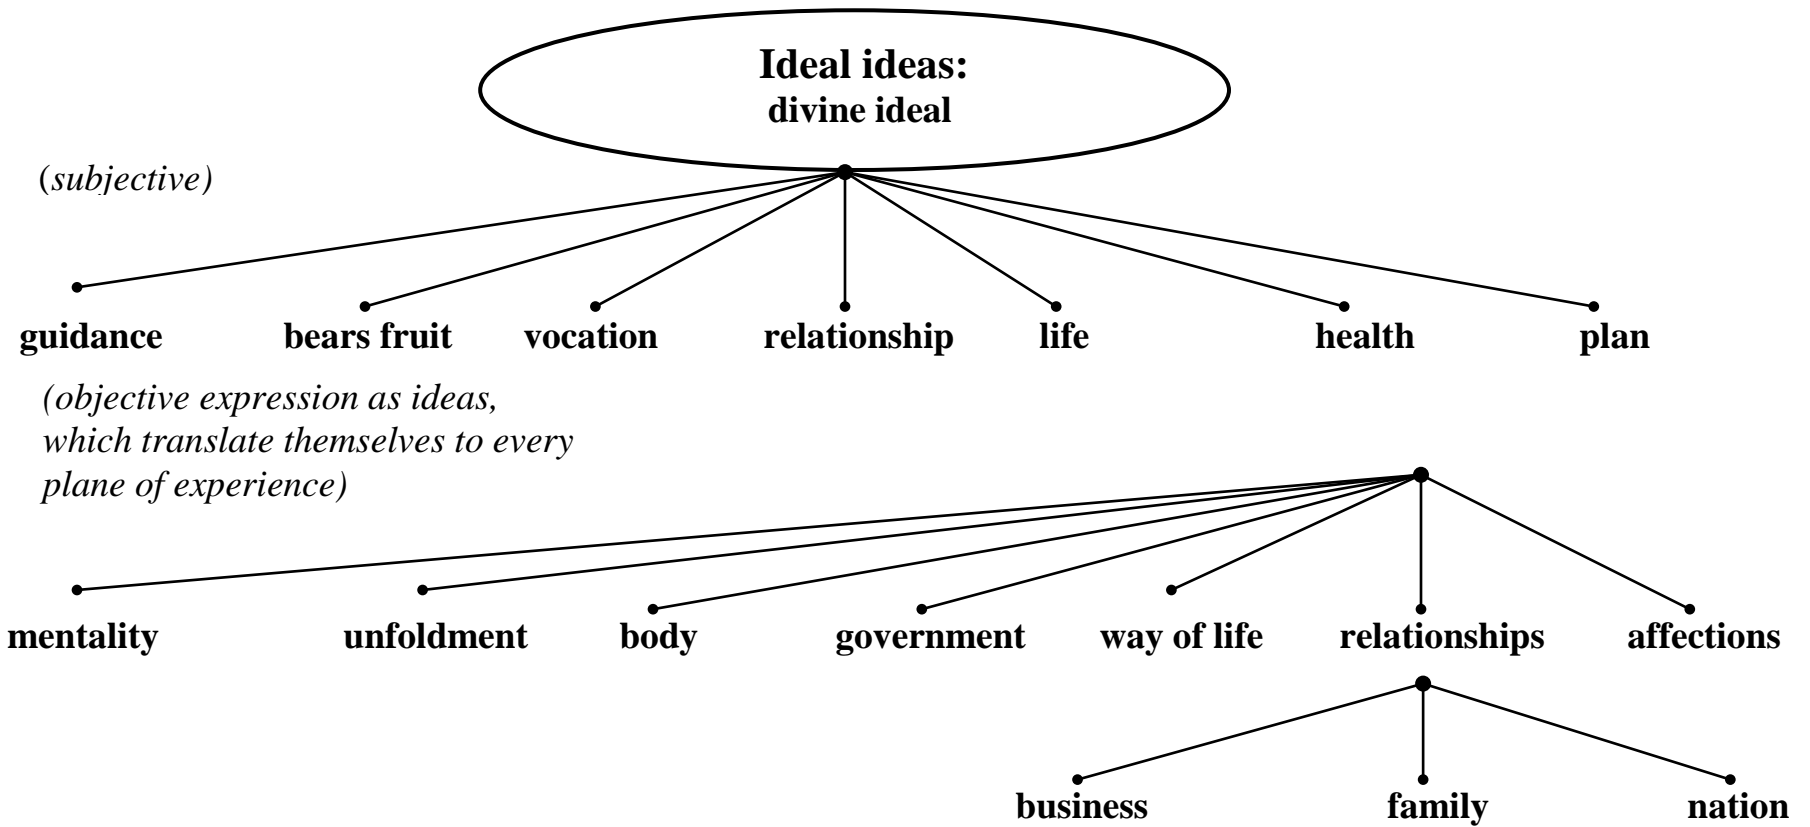 Ideal ideas:
divine ideal
(subjective)
guidance bears fruit vocation relationship life health plan
(objective expression as ideas,
which translate themselves to every
plane of experience)
mentality unfoldment body government way of life relationships affections
business family nation